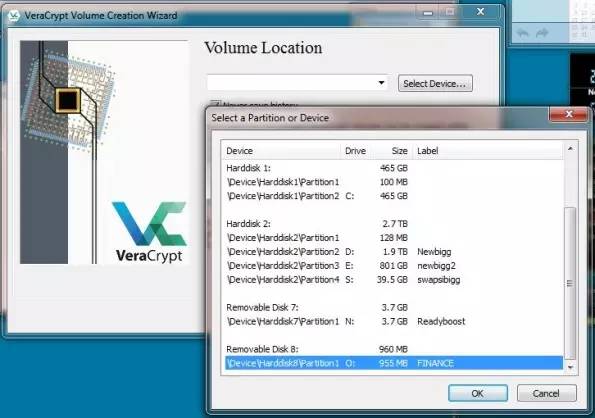 VeraCrypt Volume Creation Wizard
Volume Location
Select Device...
Never save history
VeraCrypt
Select a Partition or Device
Device Drive Size Label
Harddisk 1: 465 GB
\Device\Harddisk1\Partition1 100 MB
\Device\Harddisk1\Partition2 C: 465 GB
Harddisk 2: 2.7 TB
\Device\Harddisk2\Partition1 128 MB
\Device\Harddisk2\Partition2 D: 1.9 TB Newbigg
\Device\Harddisk2\Partition3 E: 801 GB newbigg2
\Device\Harddisk2\Partition4 S: 39.5 GB swapsibigg
Removable Disk 7: 3.7 GB
\Device\Harddisk7\Partition1 N: 3.7 GB Readyboost
Removable Disk 8: 960 MB
\Device\Harddisk8\Partition1 O: 955 MB FINANCE
OK Cancel